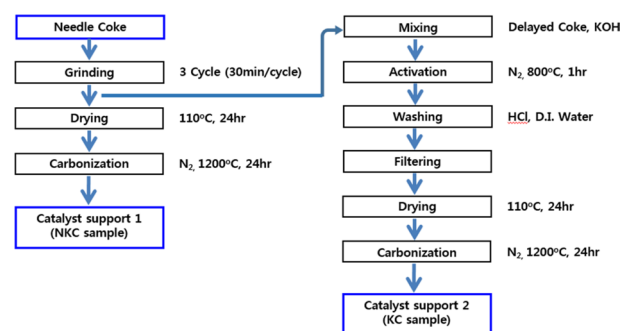 Needle Coke
Grinding
3 Cycle (30min/cycle)
Drying
110°C, 24hr
Carbonization
N₂, 1200°C, 24hr
Catalyst support 1
(NKC sample)
Mixing
Delayed Coke, KOH
Activation
N₂, 800°C, 1hr
Washing
HCl, D.I. Water
Filtering
Drying
110°C, 24hr
Carbonization
N₂, 1200°C, 24hr
Catalyst support 2
(KC sample)